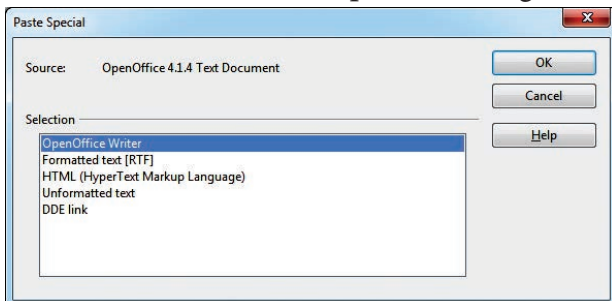 Paste Special
Source: OpenOffice 4.1.4 Text Document
OK
Cancel
Selection
Help
OpenOffice Writer
Formatted text [RTF]
HTML (HyperText Markup Language)
Unformatted text
DDE link